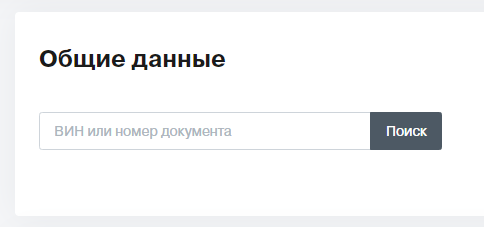 Общие данные
ВИН или номер документа
Поиск